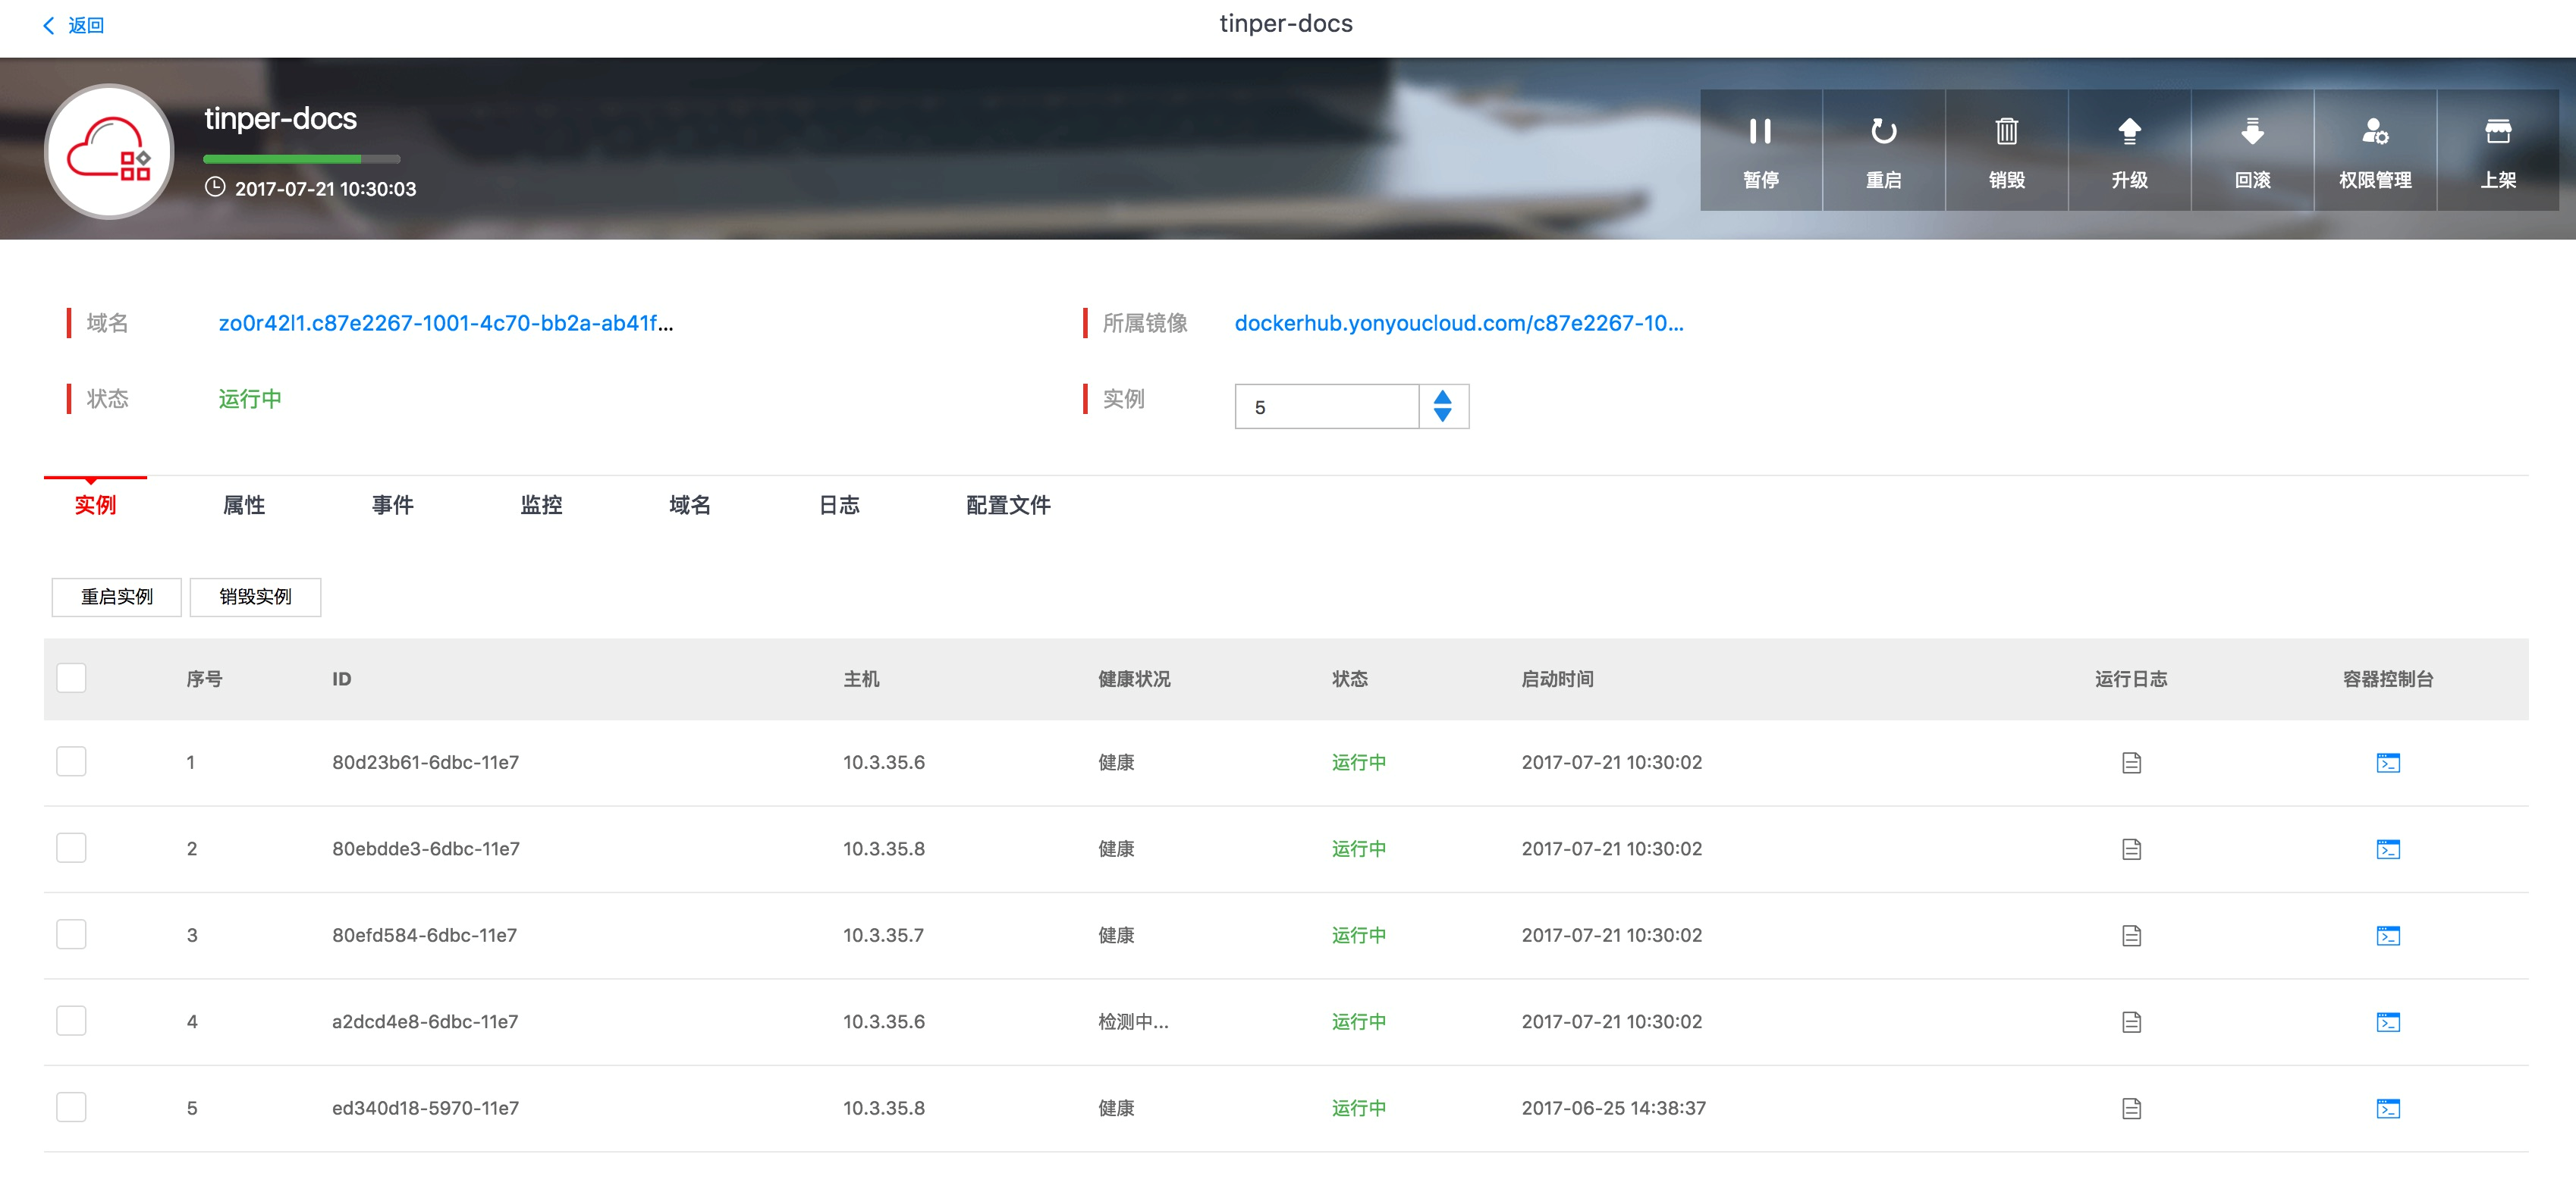 返回
tinper-docs
tinper-docs
2017-07-21 10:30:03
暂停 重启 销毁 升级 回滚 权限管理 上架
域名 zo0r42l1.c87e2267-1001-4c70-bb2a-ab41f... 所属镜像 dockerhub.yonyoucloud.com/c87e2267-10...
状态 运行中 实例 5
实例 属性 事件 监控 域名 日志 配置文件
重启实例 销毁实例
序号 ID 主机 健康状况 状态 启动时间 运行日志 容器控制台
1 80d23b61-6dbc-11e7 10.3.35.6 健康 运行中 2017-07-21 10:30:02
2 80ebdde3-6dbc-11e7 10.3.35.8 健康 运行中 2017-07-21 10:30:02
3 80efd584-6dbc-11e7 10.3.35.7 健康 运行中 2017-07-21 10:30:02
4 a2dcd4e8-6dbc-11e7 10.3.35.6 检测中... 运行中 2017-07-21 10:30:02
5 ed340d18-5970-11e7 10.3.35.8 健康 运行中 2017-06-25 14:38:37